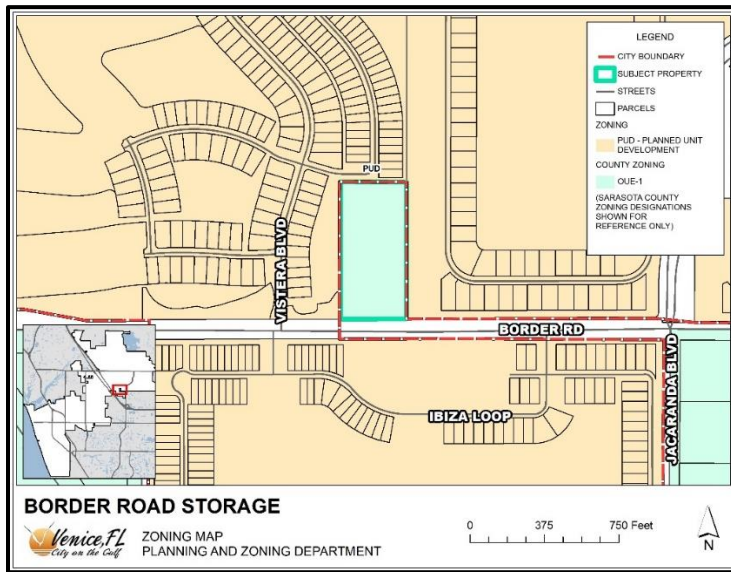 LEGEND
CITY BOUNDARY
SUBJECT PROPERTY
STREETS
PARCELS
ZONING
PUD - PLANNED UNIT
DEVELOPMENT
COUNTY ZONING
OUE-1
(SARASOTA COUNTY
ZONING DESIGNATIONS
SHOWN FOR
REFERENCE ONLY)
PUD
VISTERA BLVD
BORDER RD
JACARANDA BLVD
IBIZA LOOP
BORDER ROAD STORAGE
Venice, FL
City on the Gulf
ZONING MAP
PLANNING AND ZONING DEPARTMENT
0 375 750 Feet
N